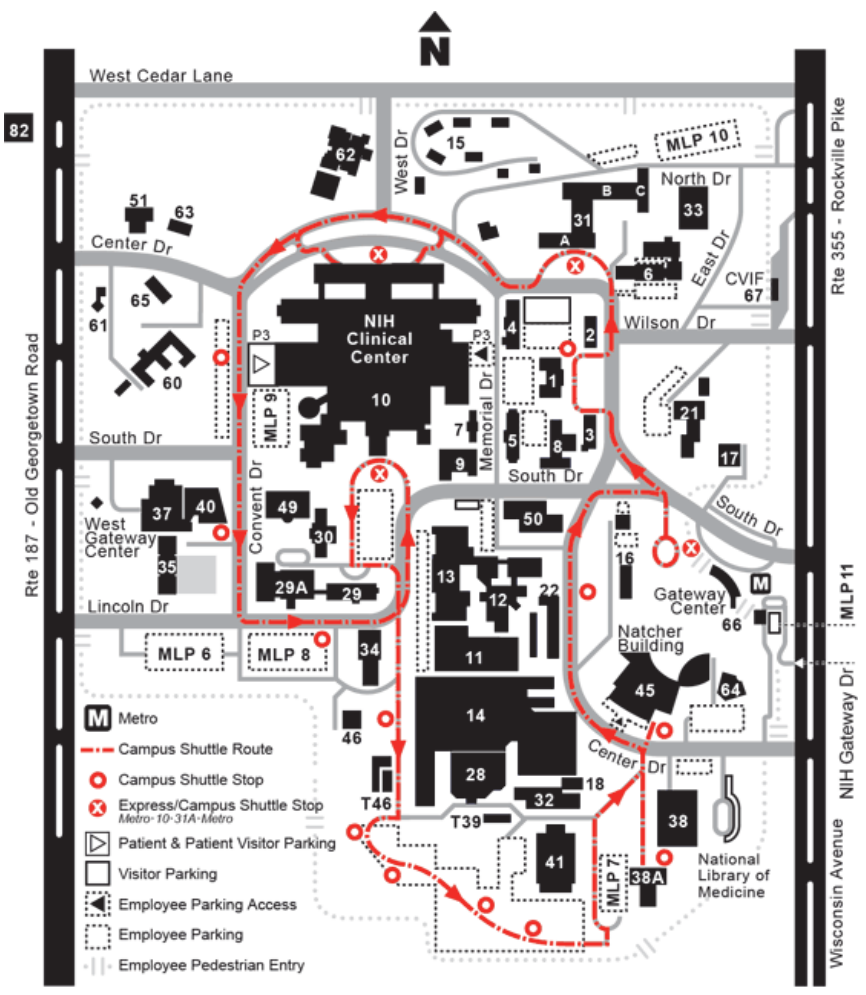 N
West Cedar Lane
82
62
West Dr
15
MLP 10
Rte 355 - Rockville Pike
North Dr
B
C
51
63
31
33
Center Dr
A
East Dr
6
CVIF
67
65
61
NIH
Clinical
Center
10
P3
P3
4
2
Wilson Dr
60
1
MLP 9
7
Memorial Dr
5
8
3
21
Rte 187 - Old Georgetown Road
South Dr
9
South Dr
17
37
40
Convent Dr
49
50
South Dr
West
Gateway
Center
30
16
35
13
M
29A
29
12
22
Gateway
Center
66
MLP11
Lincoln Dr
Natcher
Building
MLP 6
MLP 8
34
11
45
64
M Metro
46
14
Center Dr
NIH Gateway Dr
Campus Shuttle Route
Campus Shuttle Stop
28
18
T46
32
Express/Campus Shuttle Stop
Metro-10-31A-Metro
T39
38
Patient & Patient Visitor Parking
41
MLP 7
38A
National
Library of
Medicine
Visitor Parking
Employee Parking Access
Employee Parking
Employee Pedestrian Entry
Wisconsin Avenue